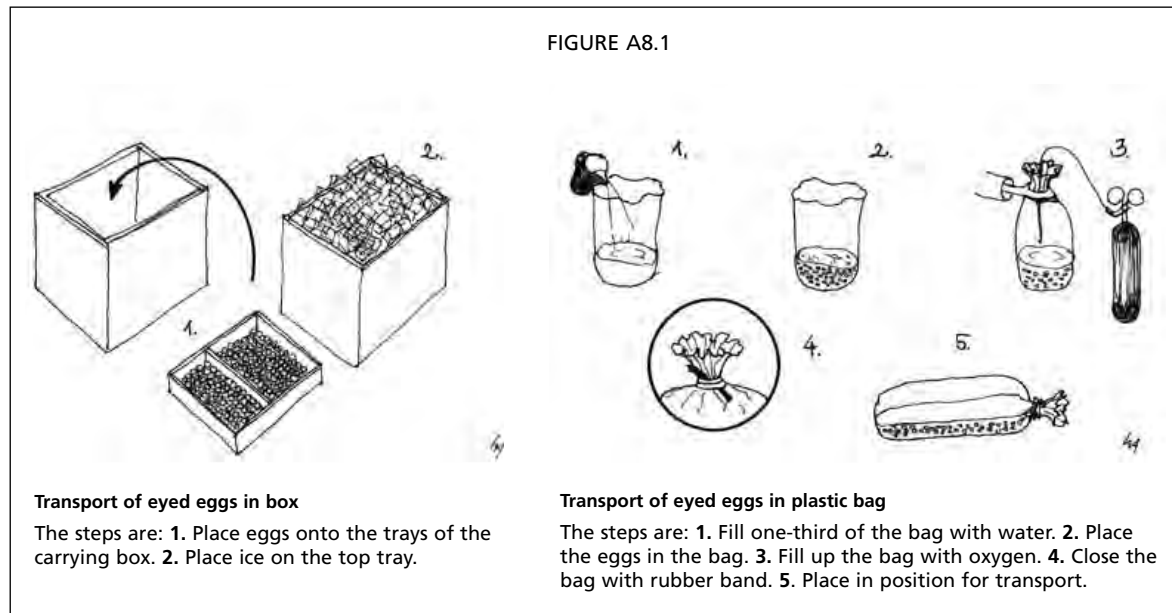 FIGURE A8.1
2.
1.
1.
2.
3.
4.
5.
Transport of eyed eggs in box
The steps are: 1. Place eggs onto the trays of the
carrying box. 2. Place ice on the top tray.
Transport of eyed eggs in plastic bag
The steps are: 1. Fill one-third of the bag with water. 2. Place
the eggs in the bag. 3. Fill up the bag with oxygen. 4. Close the
bag with rubber band. 5. Place in position for transport.